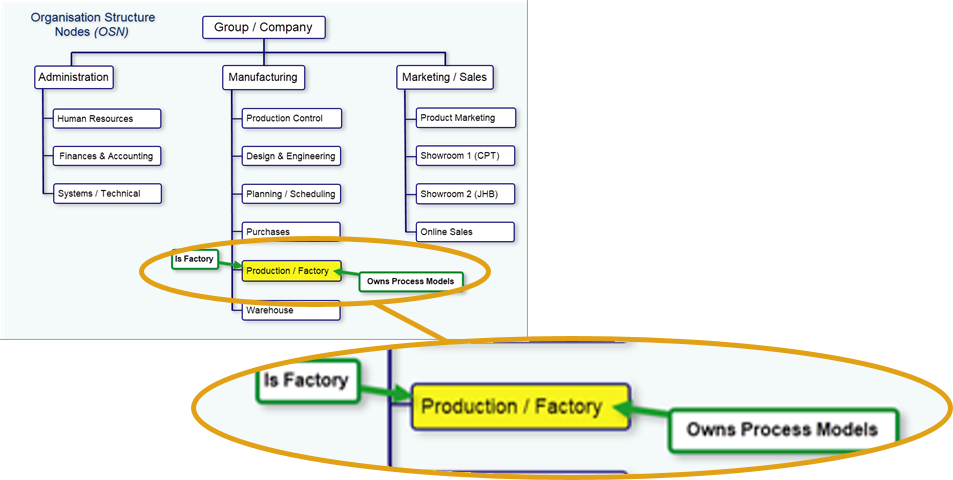 Organisation Structure
Nodes (OSN)
Group / Company
Administration
Manufacturing
Marketing / Sales
Human Resources
Production Control
Product Marketing
Finances & Accounting
Design & Engineering
Showroom 1 (CPT)
Systems / Technical
Planning / Scheduling
Showroom 2 (JHB)
Purchases
Online Sales
Is Factory
Production / Factory
Owns Process Models
Warehouse
Is Factory
Production / Factory
Owns Process Models